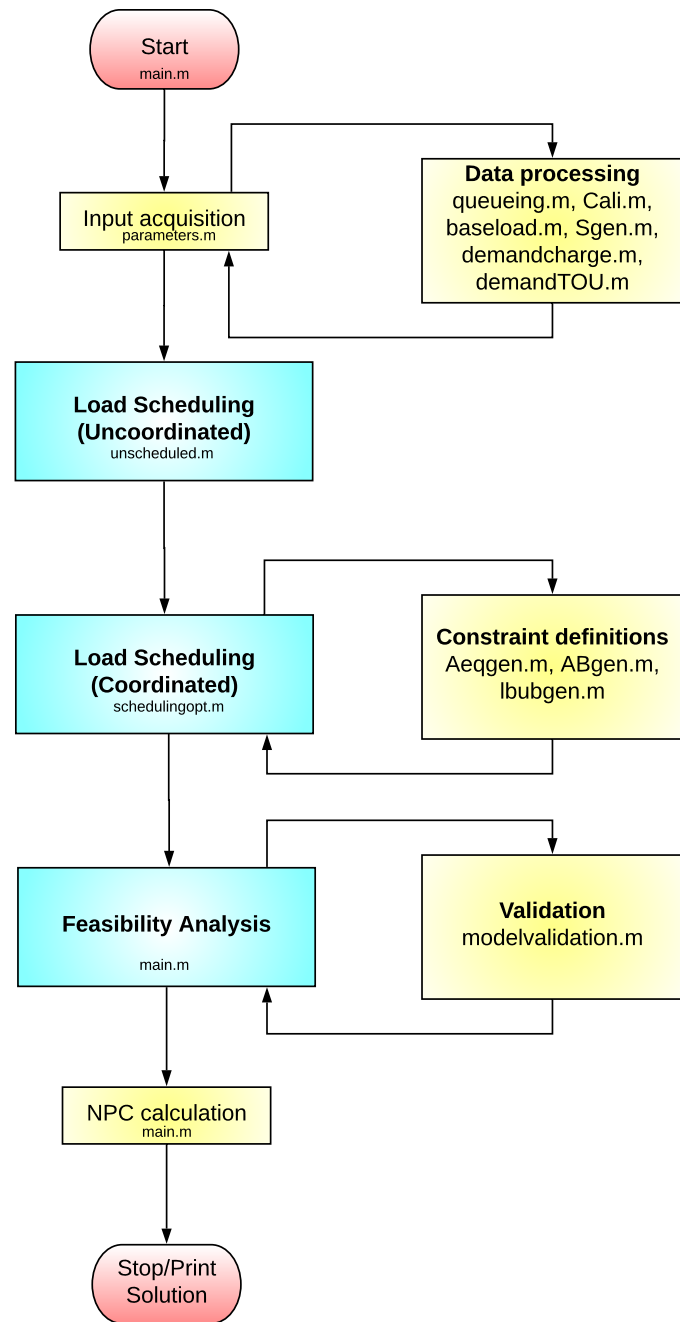 Start
main.m
Input acquisition
parameters.m
Data processing
queueing.m, Cali.m,
baseload.m, Sgen.m,
demandcharge.m,
demandTOU.m
Load Scheduling
(Uncoordinated)
unscheduled.m
Load Scheduling
(Coordinated)
schedulingopt.m
Constraint definitions
Aeqgen.m, ABgen.m,
lbubgen.m
Feasibility Analysis
main.m
Validation
modelvalidation.m
NPC calculation
main.m
Stop/Print
Solution